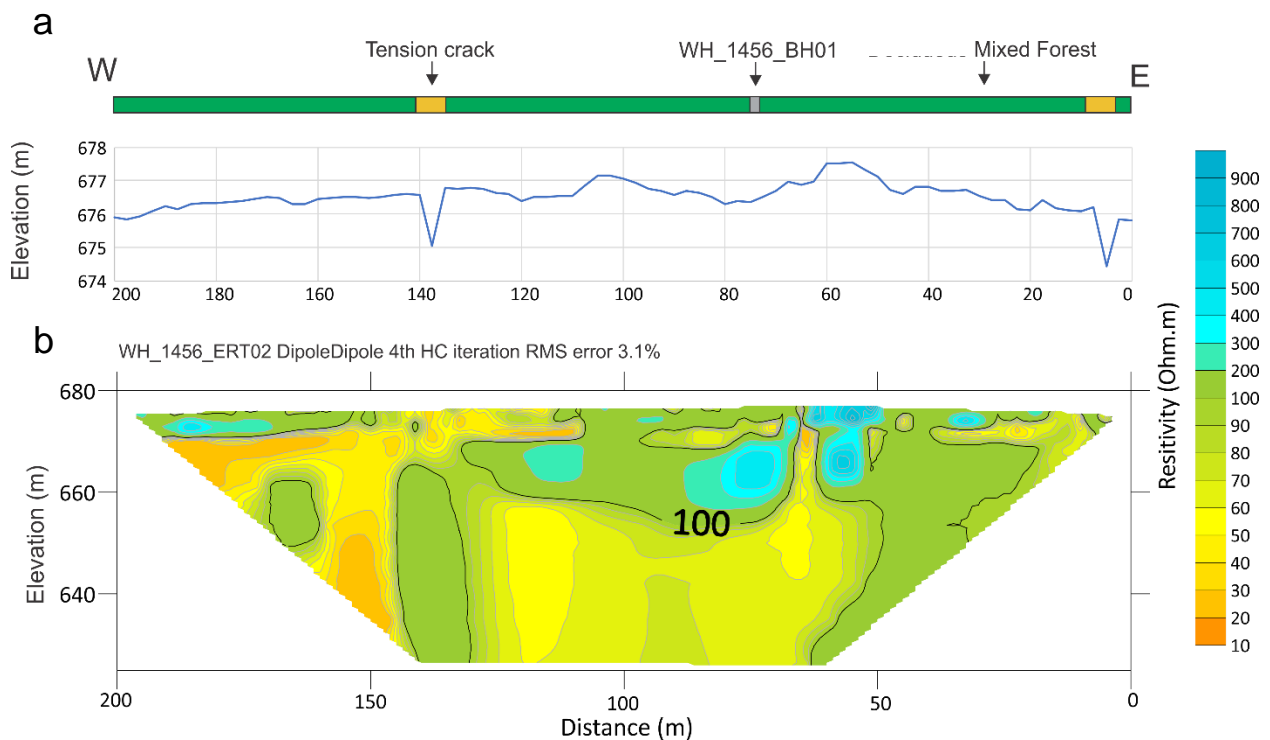 a
Tension crack WH_1456_BH01 Mixed Forest
W E
Elevation (m)
678
677
676
675
674
200 180 160 140 120 100 80 60 40 20 0
b
WH_1456_ERT02 DipoleDipole 4th HC iteration RMS error 3.1%
Elevation (m)
680
660
640
100
200 150 100 50 0
Distance (m)
Resitivity (Ohm.m)
900
800
700
600
500
400
300
200
100
90
80
70
60
50
40
30
20
10